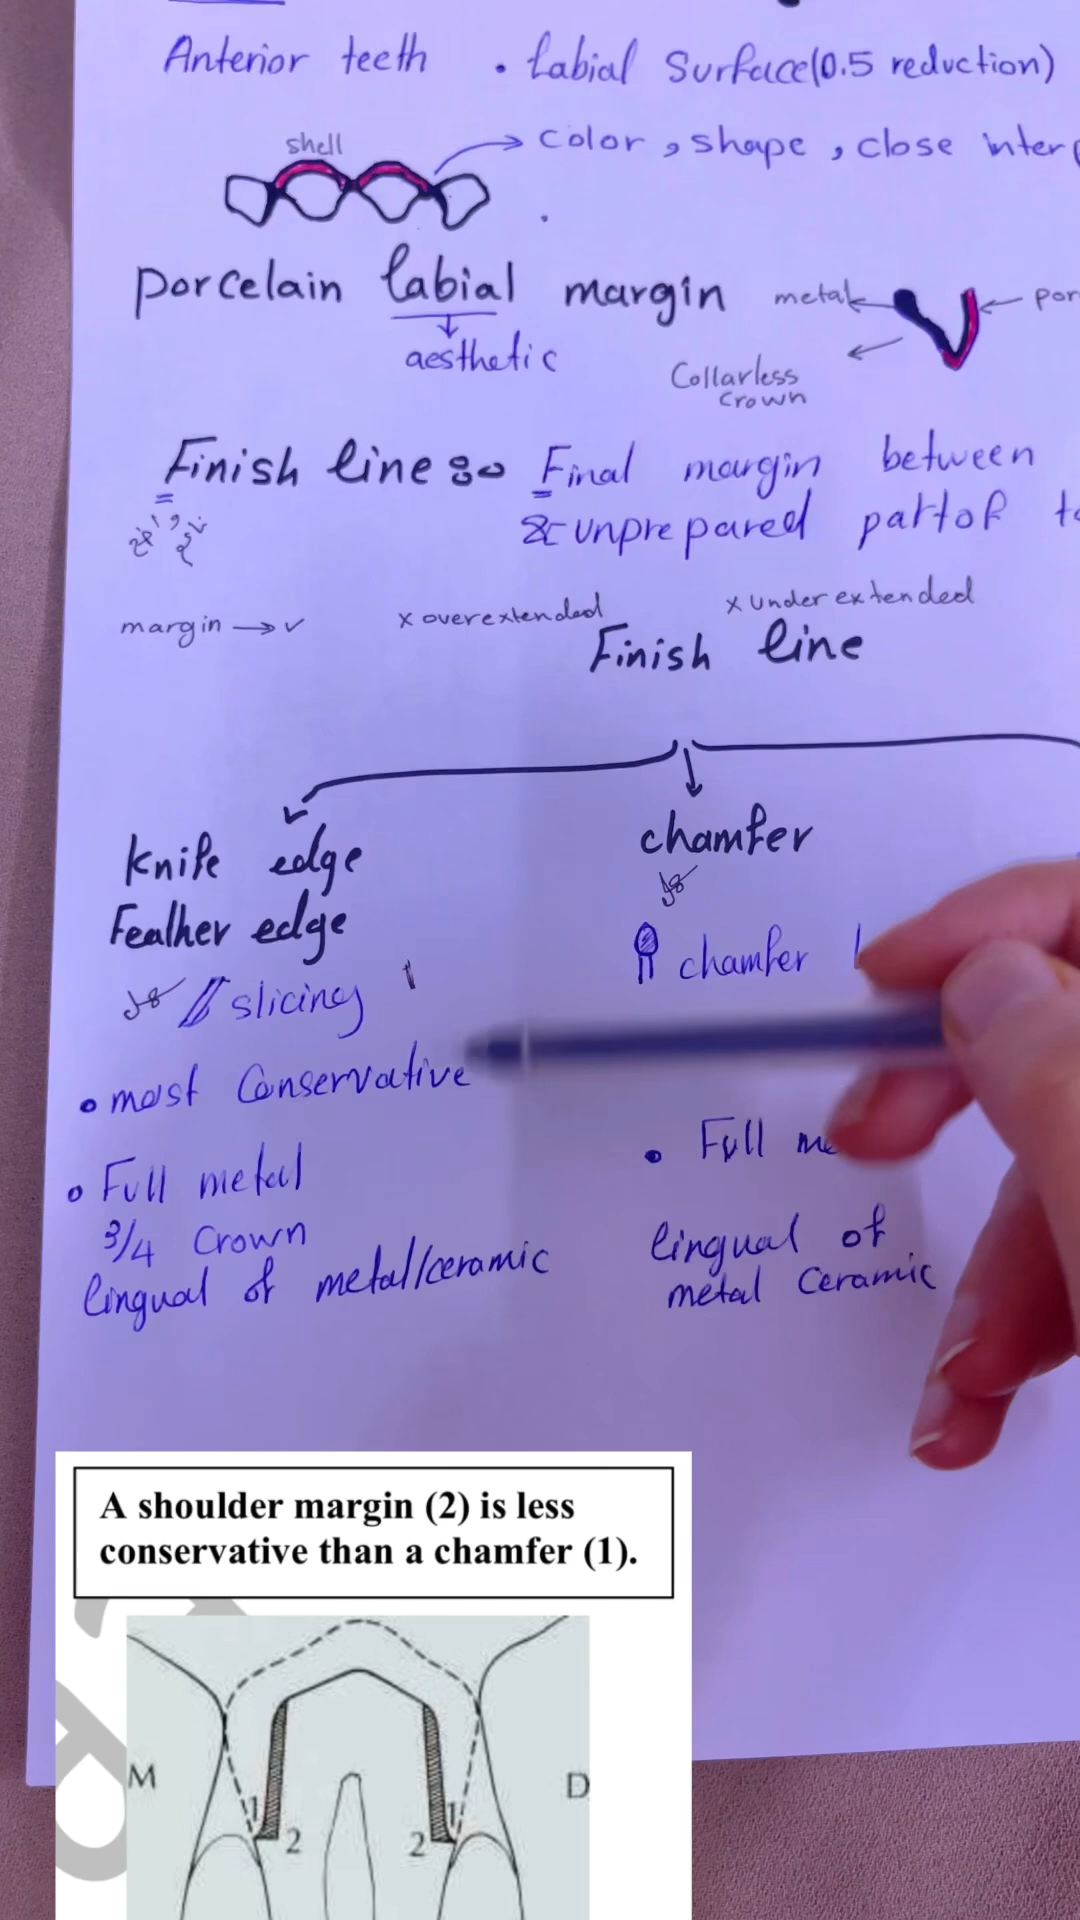 Anterior teeth . Labial Surface (0.5 reduction)
shell
color , shape , close
porcelain labial margin
metal
aesthetic
Collarless
crown
Finish line Final margin between
& unprepared part of
margin → ✓ x overextended x under extended
Finish line
knife edge
Feather edge
chamfer
slicing
chamfer
• most Conservative
• Full metal
3/4 Crown
lingual of metal/ceramic
• Full
lingual of
metal Ceramic
A shoulder margin (2) is less
conservative than a chamfer (1).
M
D
1
1
2
2